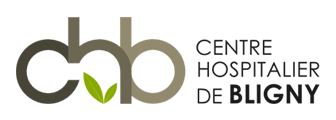 chb
CENTRE
HOSPITALIER
DE BLIGNY